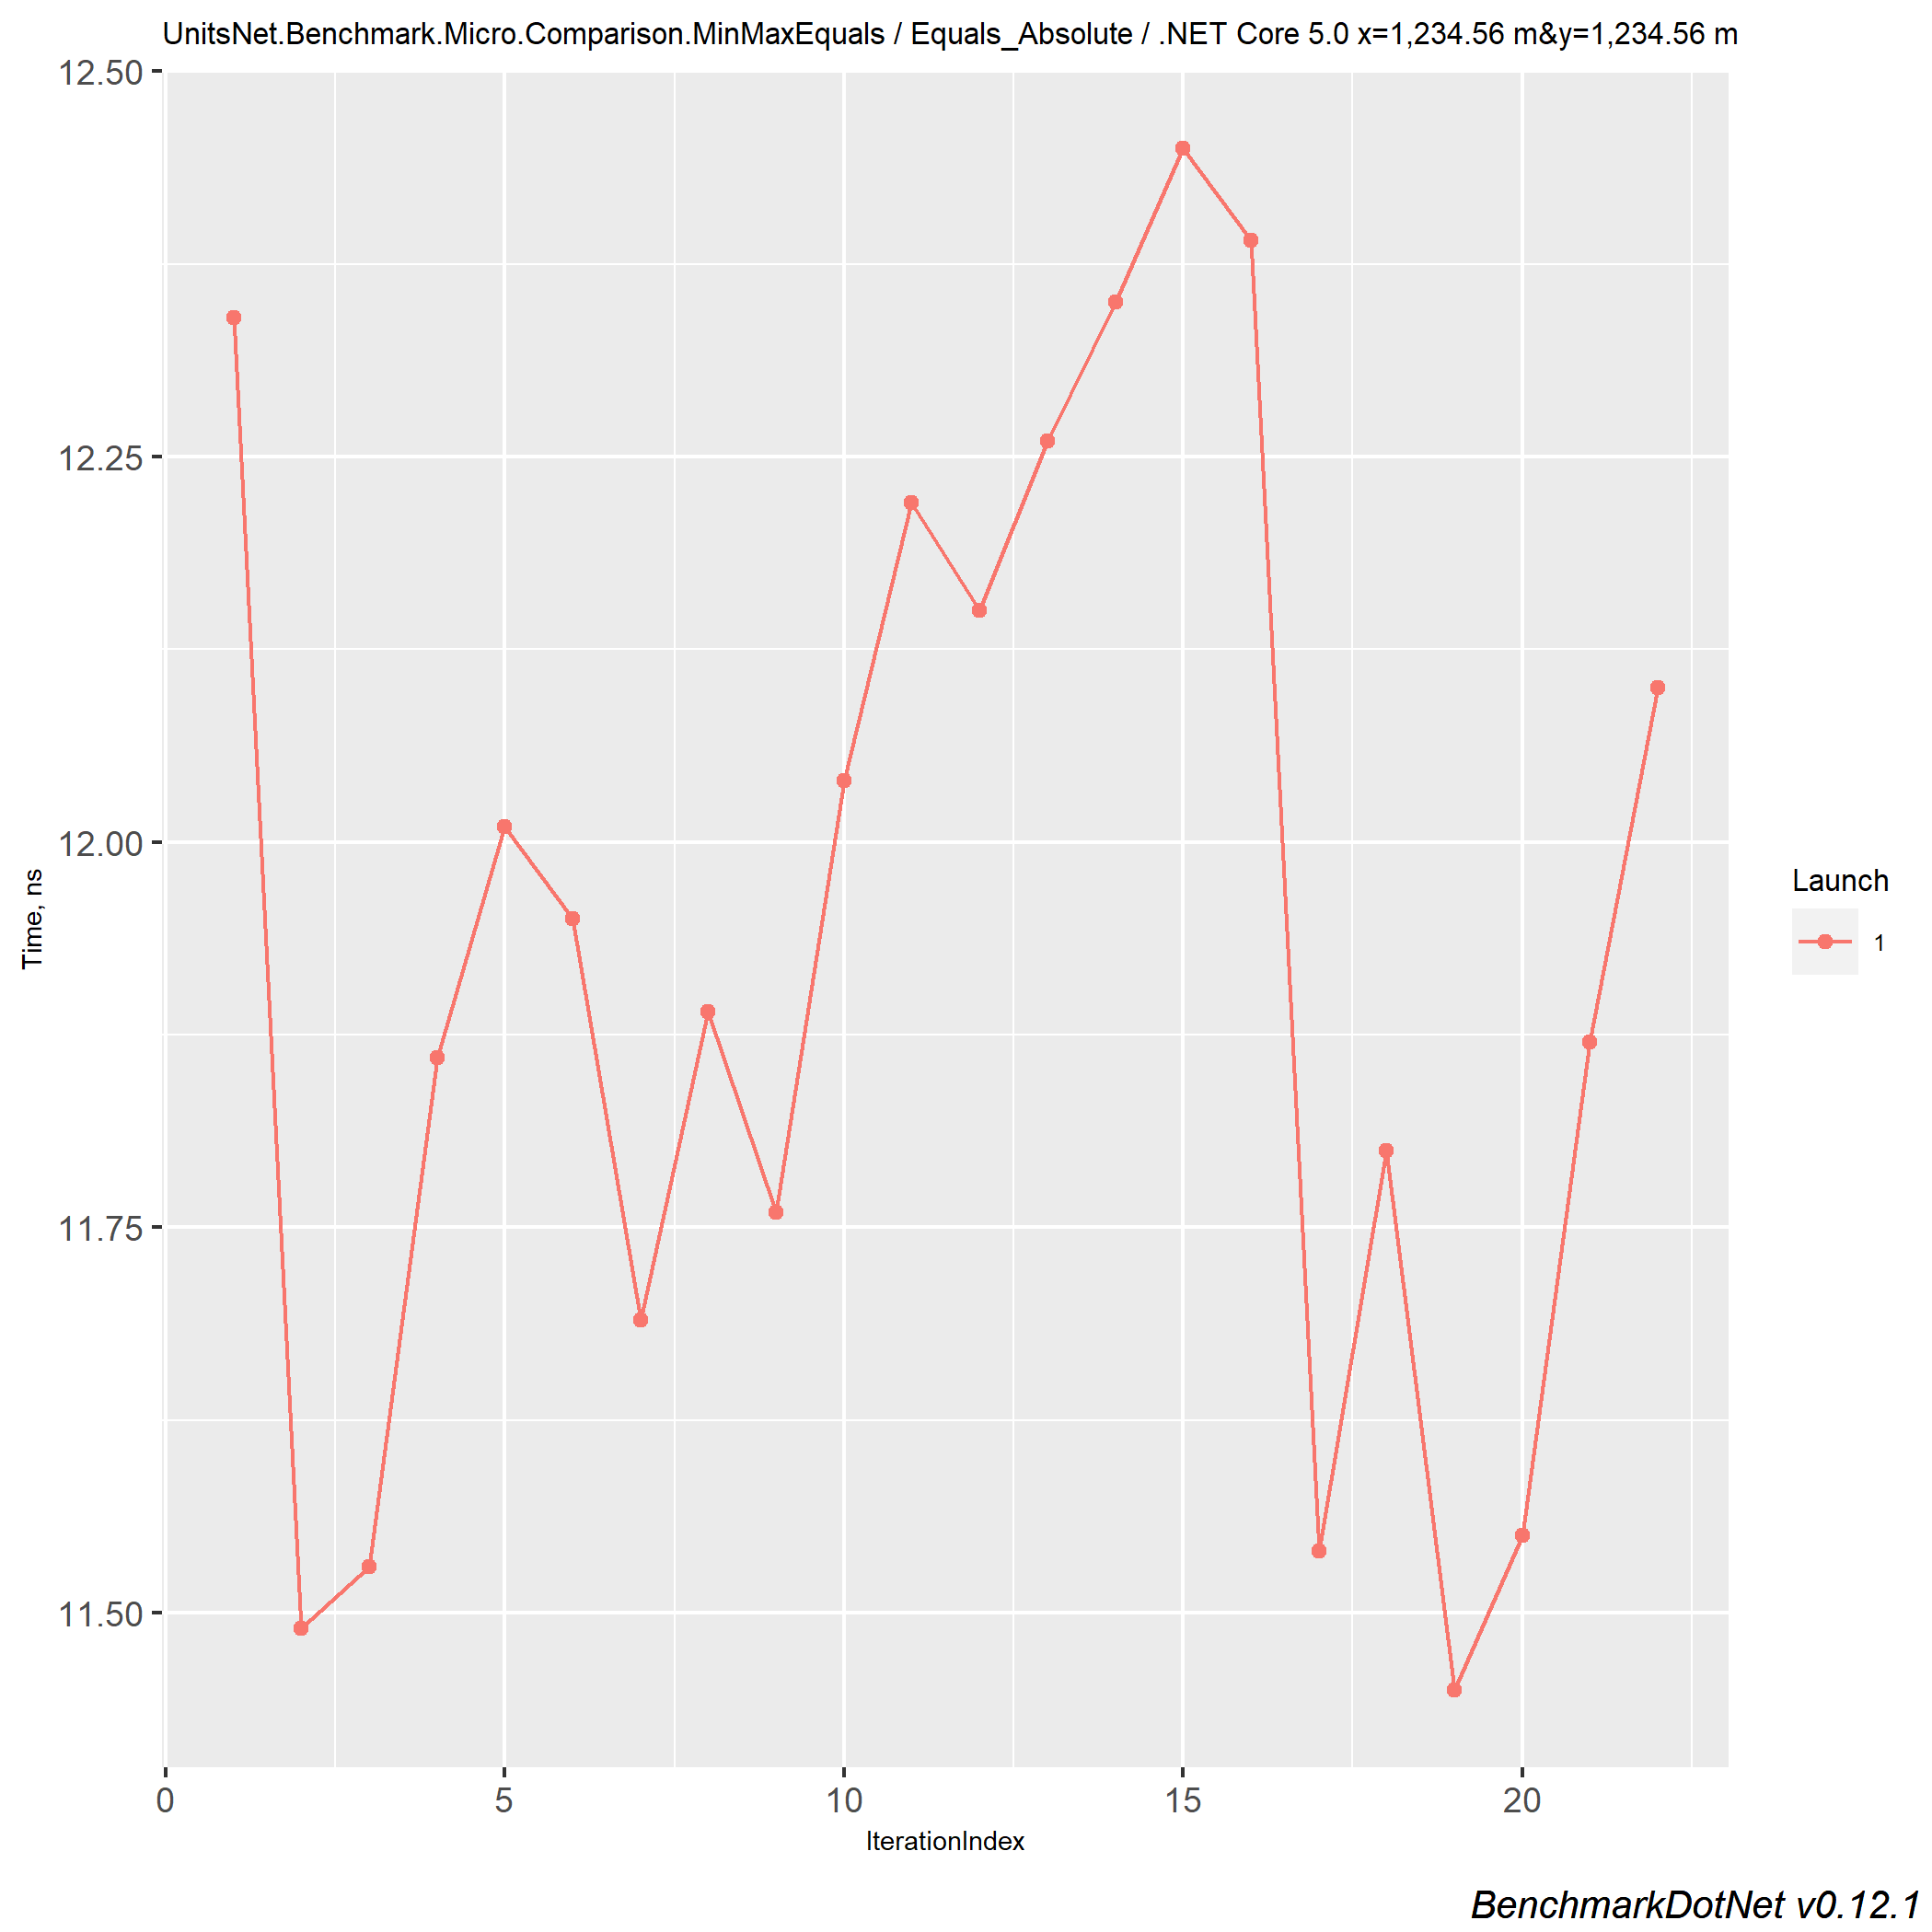 UnitsNet.Benchmark.Micro.Comparison.MinMaxEquals / Equals_Absolute / .NET Core 5.0 x=1,234.56 m&y=1,234.56 m
12.50
12.25
12.00
11.75
11.50
Time, ns
0 5 10 15 20
IterationIndex
Launch
1
BenchmarkDotNet v0.12.1